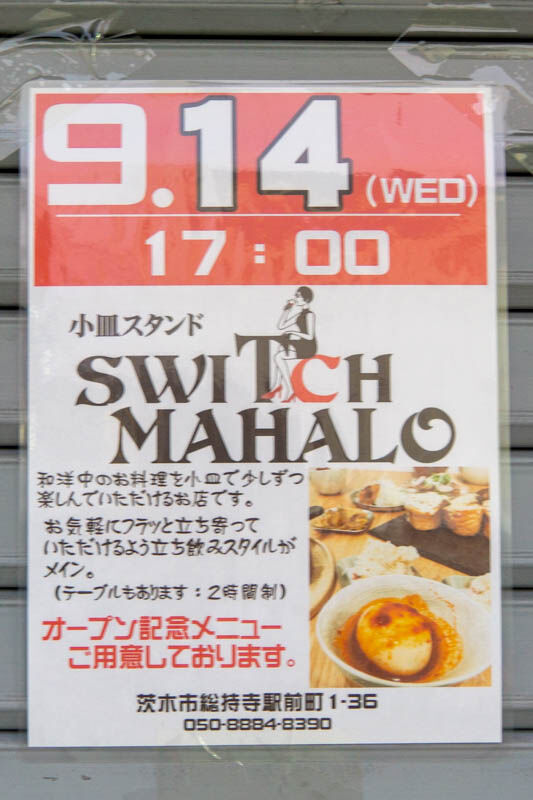 9.14 (WED)
17:00
小皿スタンド
SWITCH
MAHALO
和洋中のお料理を小皿で少しずつ
楽しんでいただけるお店です。
お気軽にフラッと立ち寄って
いただけるよう立ち飲みスタイルが
メイン。
(テーブルもあります:2時間制)
オープン記念メニュー
ご用意しております。
茨木市総持寺駅前町1-36
050-8884-8390